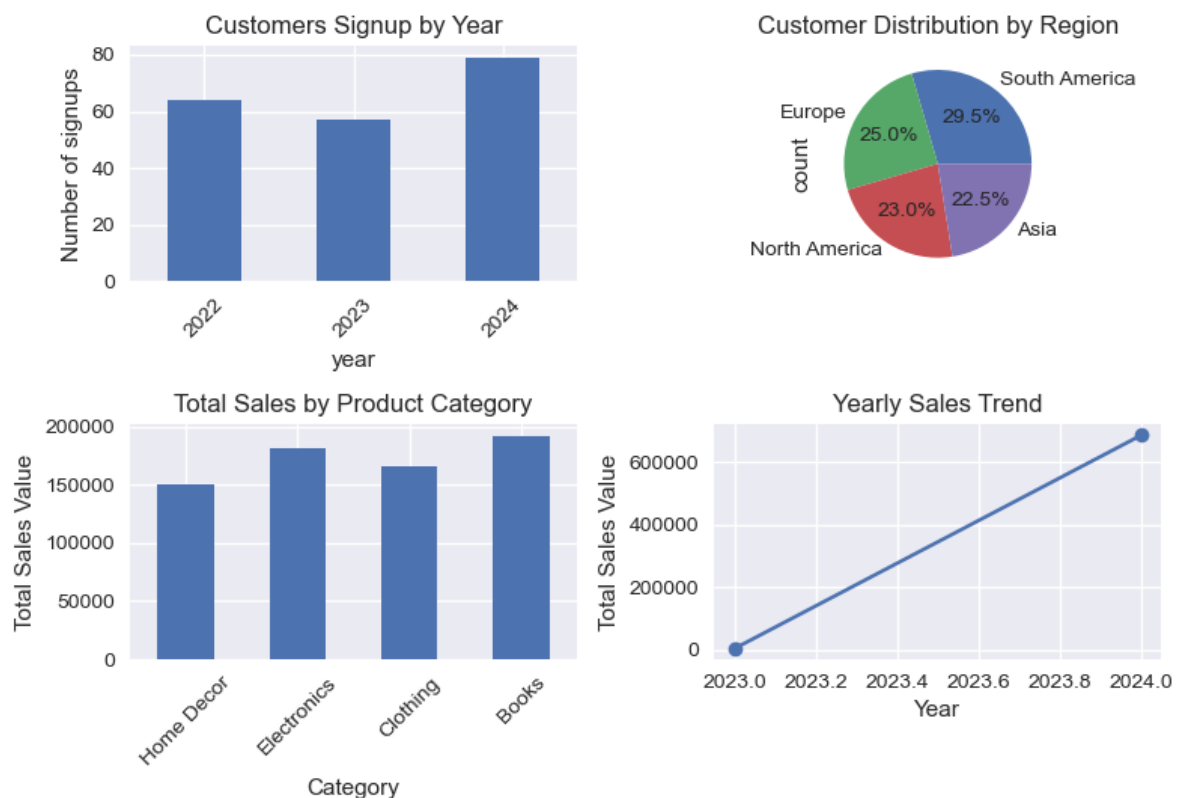 Customers Signup by Year
80
60
40
20
0
Number of signups
2022
2023
2024
year
Customer Distribution by Region
South America
Europe
North America
Asia
29.5%
25.0%
23.0%
22.5%
count
Total Sales by Product Category
200000
150000
100000
50000
0
Total Sales Value
Home Decor
Electronics
Clothing
Books
Category
Yearly Sales Trend
600000
400000
200000
0
Total Sales Value
2023.0
2023.2
2023.4
2023.6
2023.8
2024.0
Year